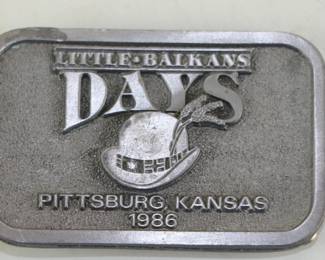 LITTLE·BALKANS
DAYS
PITTSBURG, KANSAS
1986